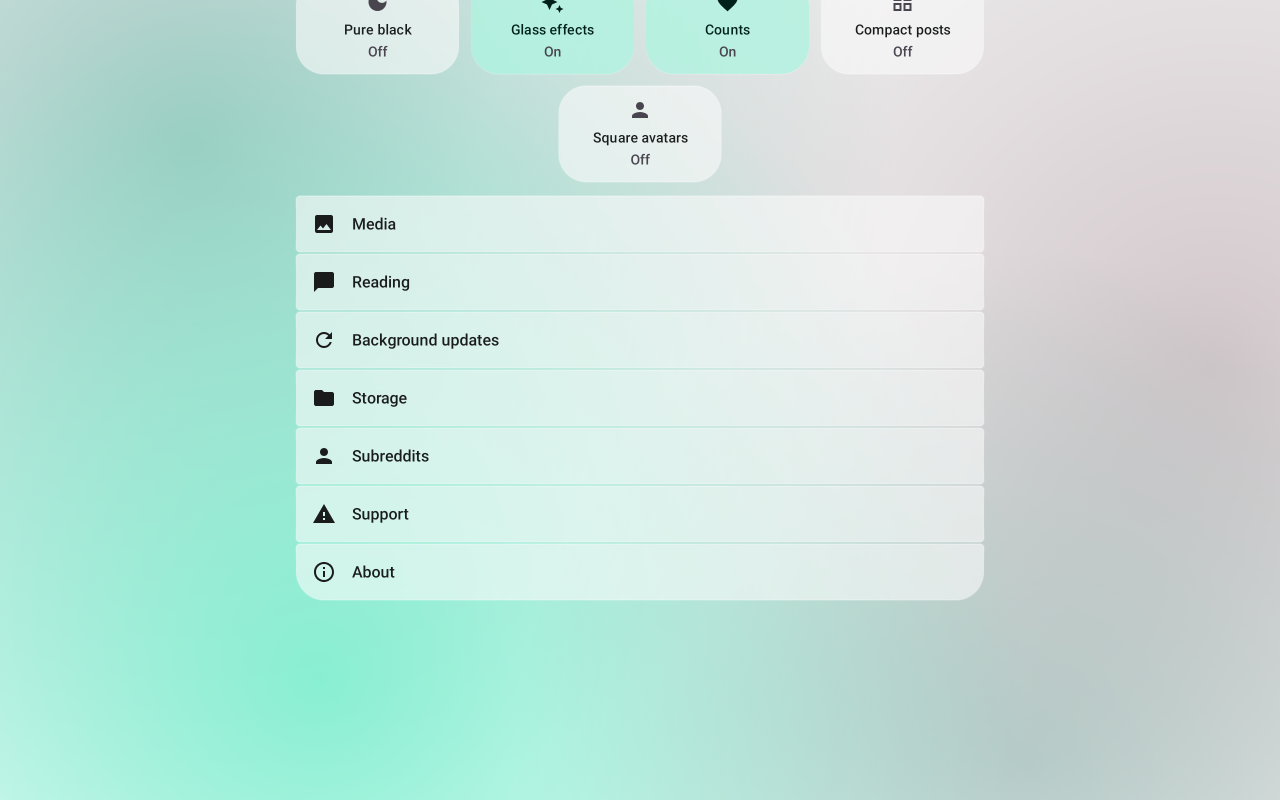 Pure black
Off
Glass effects
On
Counts
On
Compact posts
Off
Square avatars
Off
Media
Reading
Background updates
Storage
Subreddits
Support
About